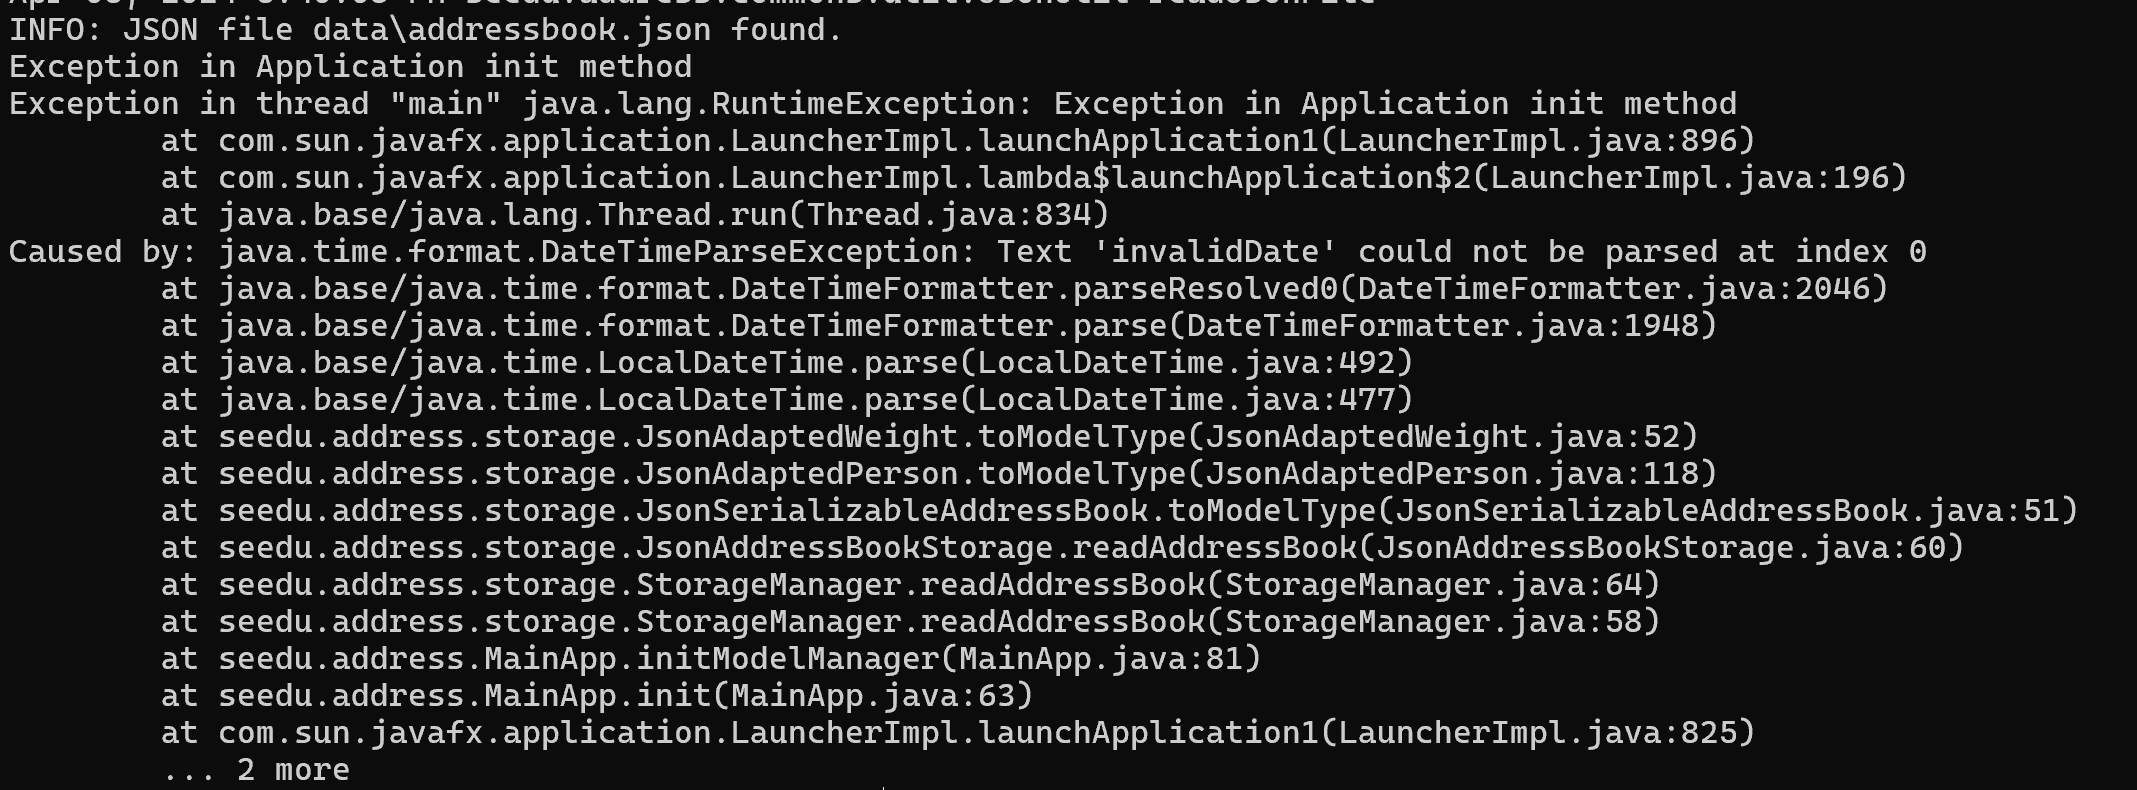 INFO: JSON file data\addressbook.json found.
Exception in Application init method
Exception in thread "main" java.lang.RuntimeException: Exception in Application init method
        at com.sun.javafx.application.LauncherImpl.launchApplication1(LauncherImpl.java:896)
        at com.sun.javafx.application.LauncherImpl.lambda$launchApplication$2(LauncherImpl.java:196)
        at java.base/java.lang.Thread.run(Thread.java:834)
Caused by: java.time.format.DateTimeParseException: Text 'invalidDate' could not be parsed at index 0
        at java.base/java.time.format.DateTimeFormatter.parseResolved0(DateTimeFormatter.java:2046)
        at java.base/java.time.format.DateTimeFormatter.parse(DateTimeFormatter.java:1948)
        at java.base/java.time.LocalDateTime.parse(LocalDateTime.java:492)
        at java.base/java.time.LocalDateTime.parse(LocalDateTime.java:477)
        at seedu.address.storage.JsonAdaptedWeight.toModelType(JsonAdaptedWeight.java:52)
        at seedu.address.storage.JsonAdaptedPerson.toModelType(JsonAdaptedPerson.java:118)
        at seedu.address.storage.JsonSerializableAddressBook.toModelType(JsonSerializableAddressBook.java:51)
        at seedu.address.storage.JsonAddressBookStorage.readAddressBook(JsonAddressBookStorage.java:60)
        at seedu.address.storage.StorageManager.readAddressBook(StorageManager.java:64)
        at seedu.address.storage.StorageManager.readAddressBook(StorageManager.java:58)
        at seedu.address.MainApp.initModelManager(MainApp.java:81)
        at seedu.address.MainApp.init(MainApp.java:63)
        at com.sun.javafx.application.LauncherImpl.launchApplication1(LauncherImpl.java:825)
        ... 2 more